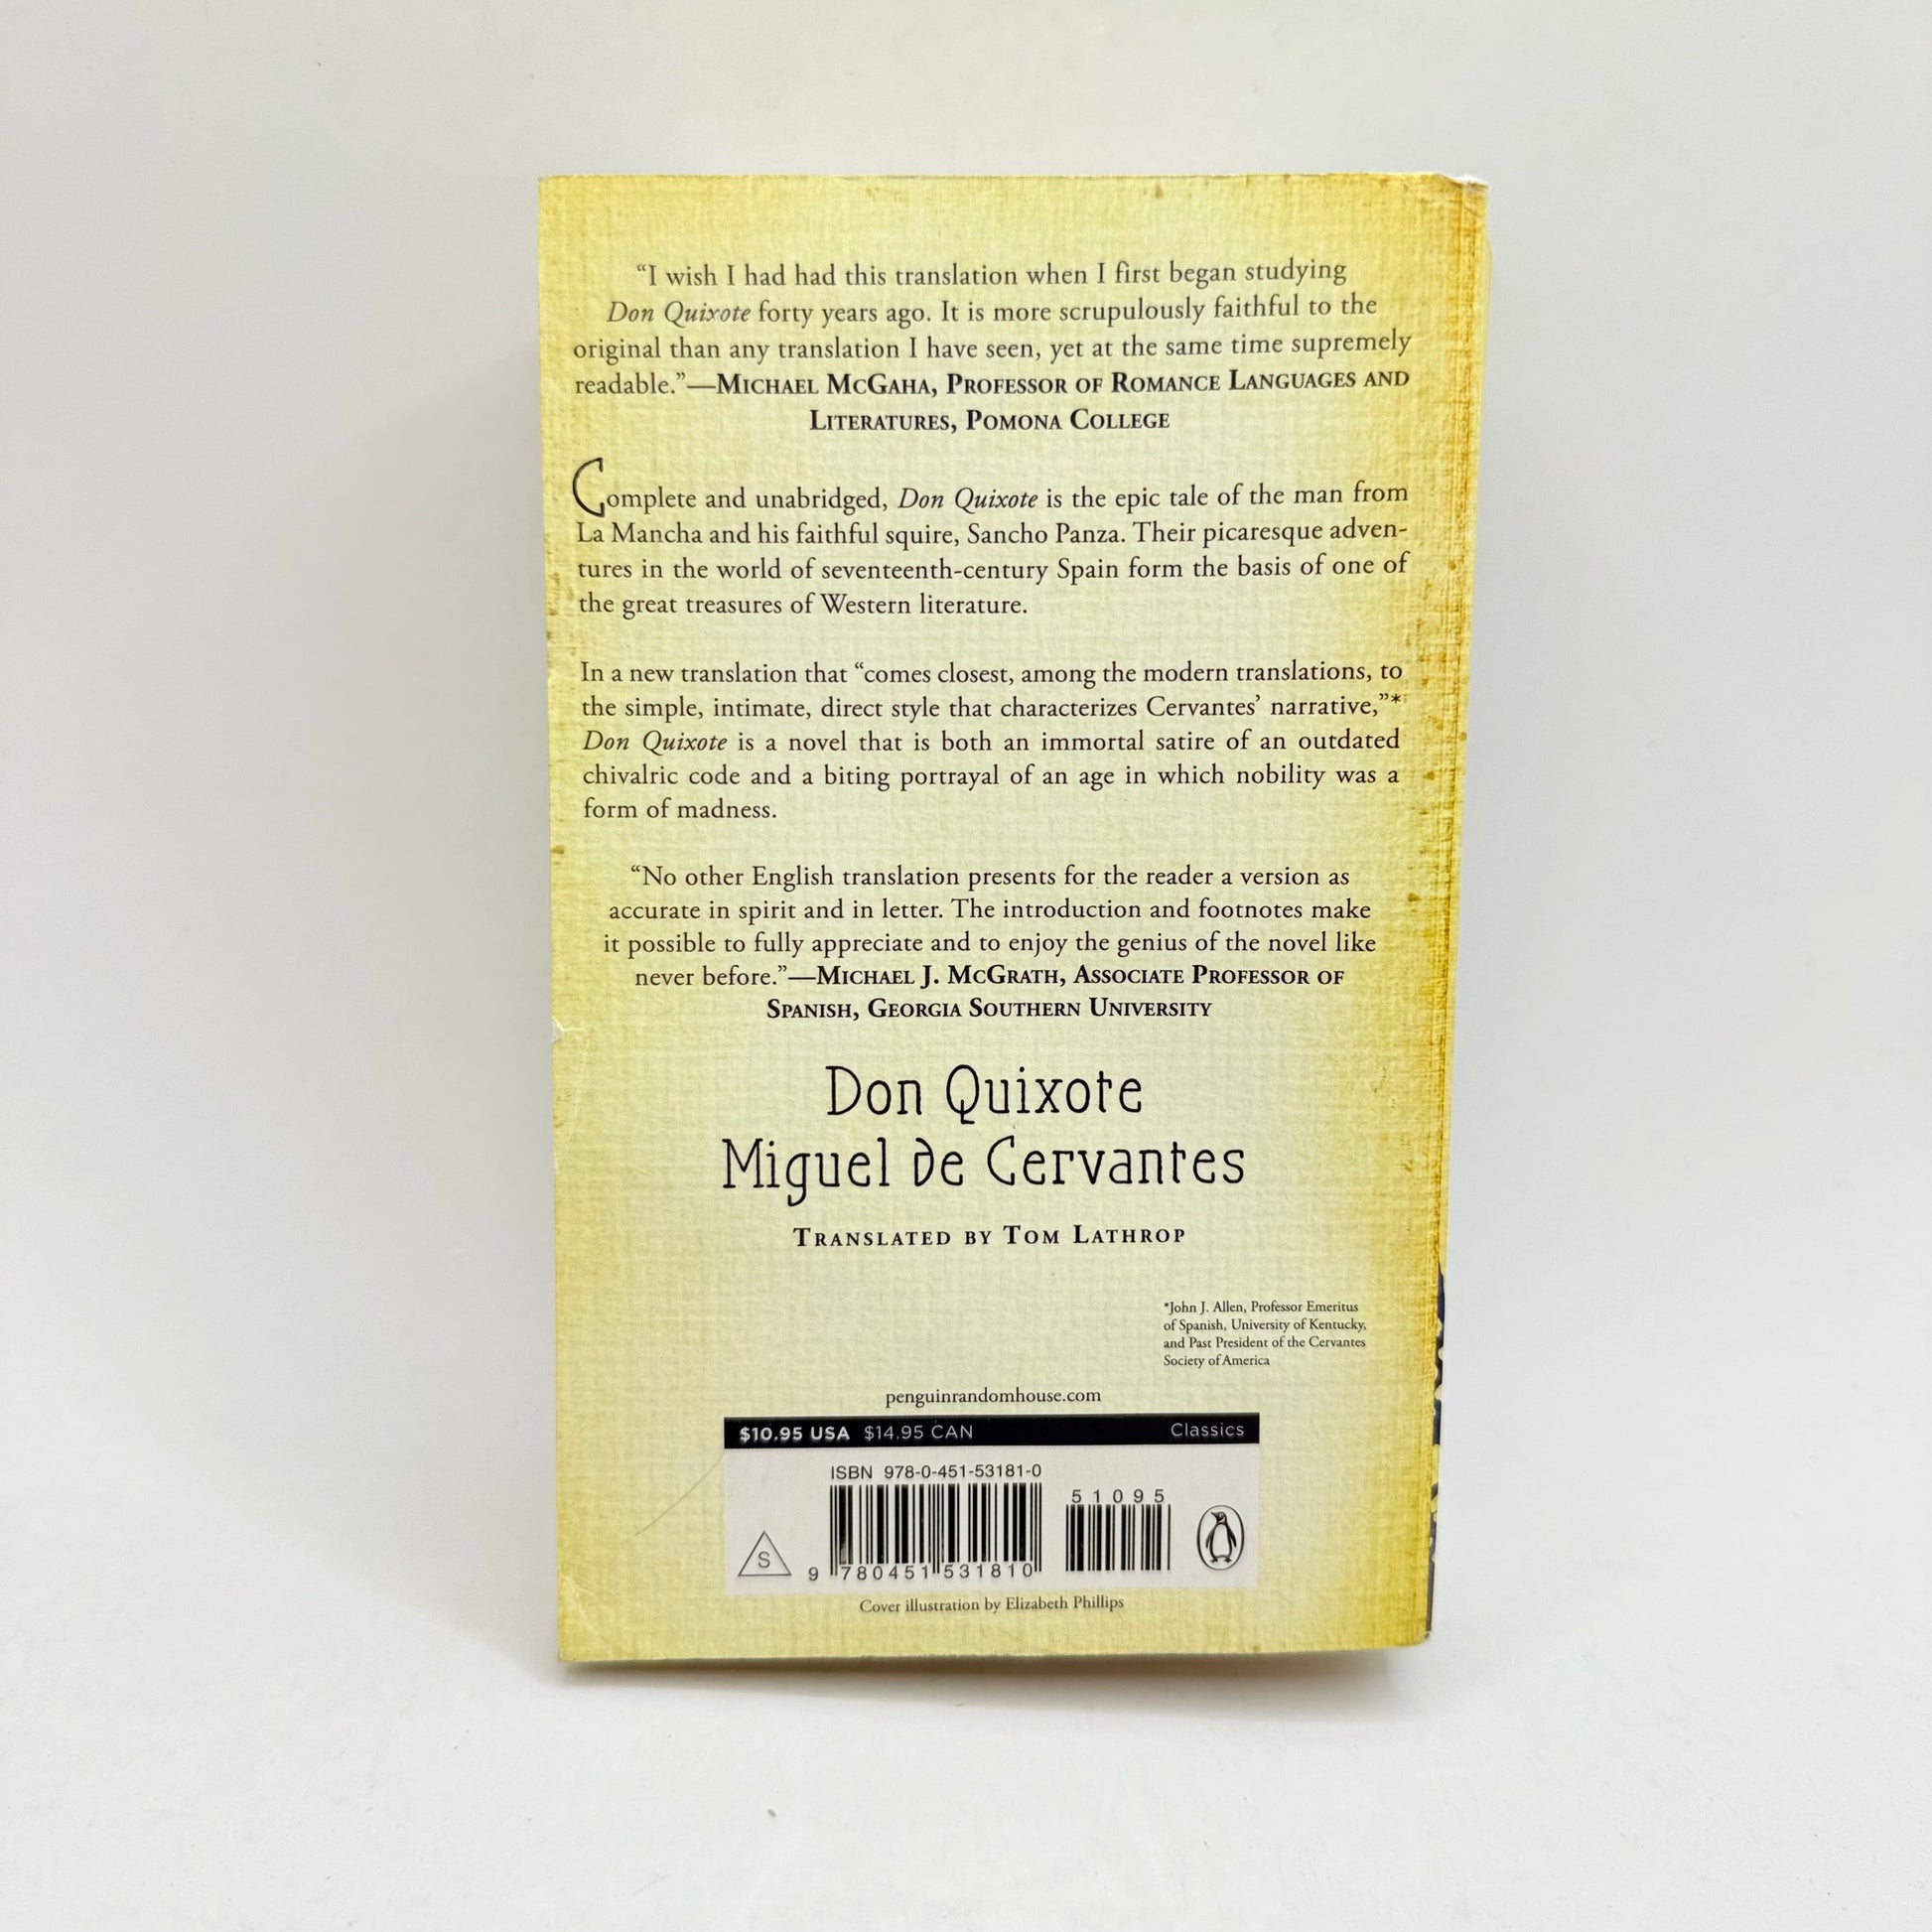 “I wish I had had this translation when I first began studying
Don Quixote forty years ago. It is more scrupulously faithful to the
original than any translation I have seen, yet at the same time supremely
readable.”—MICHAEL MCGAHA, PROFESSOR OF ROMANCE LANGUAGES AND
LITERATURES, POMONA COLLEGE
Complete and unabridged, Don Quixote is the epic tale of the man from
La Mancha and his faithful squire, Sancho Panza. Their picaresque adven-
tures in the world of seventeenth-century Spain form the basis of one of
the great treasures of Western literature.
In a new translation that “comes closest, among the modern translations, to
the simple, intimate, direct style that characterizes Cervantes’ narrative,”*
Don Quixote is a novel that is both an immortal satire of an outdated
chivalric code and a biting portrayal of an age in which nobility was a
form of madness.
“No other English translation presents for the reader a version as
accurate in spirit and in letter. The introduction and footnotes make
it possible to fully appreciate and to enjoy the genius of the novel like
never before.”—MICHAEL J. MCGRATH, ASSOCIATE PROFESSOR OF
SPANISH, GEORGIA SOUTHERN UNIVERSITY
Don Quixote
Miguel de Cervantes
TRANSLATED BY TOM LATHROP
*John J. Allen, Professor Emeritus
of Spanish, University of Kentucky,
and Past President of the Cervantes
Society of America
penguinrandomhouse.com
$10.95 USA $14.95 CAN Classics
ISBN 978-0-451-53181-0
51095
S
9 780451 531810
Cover illustration by Elizabeth Phillips